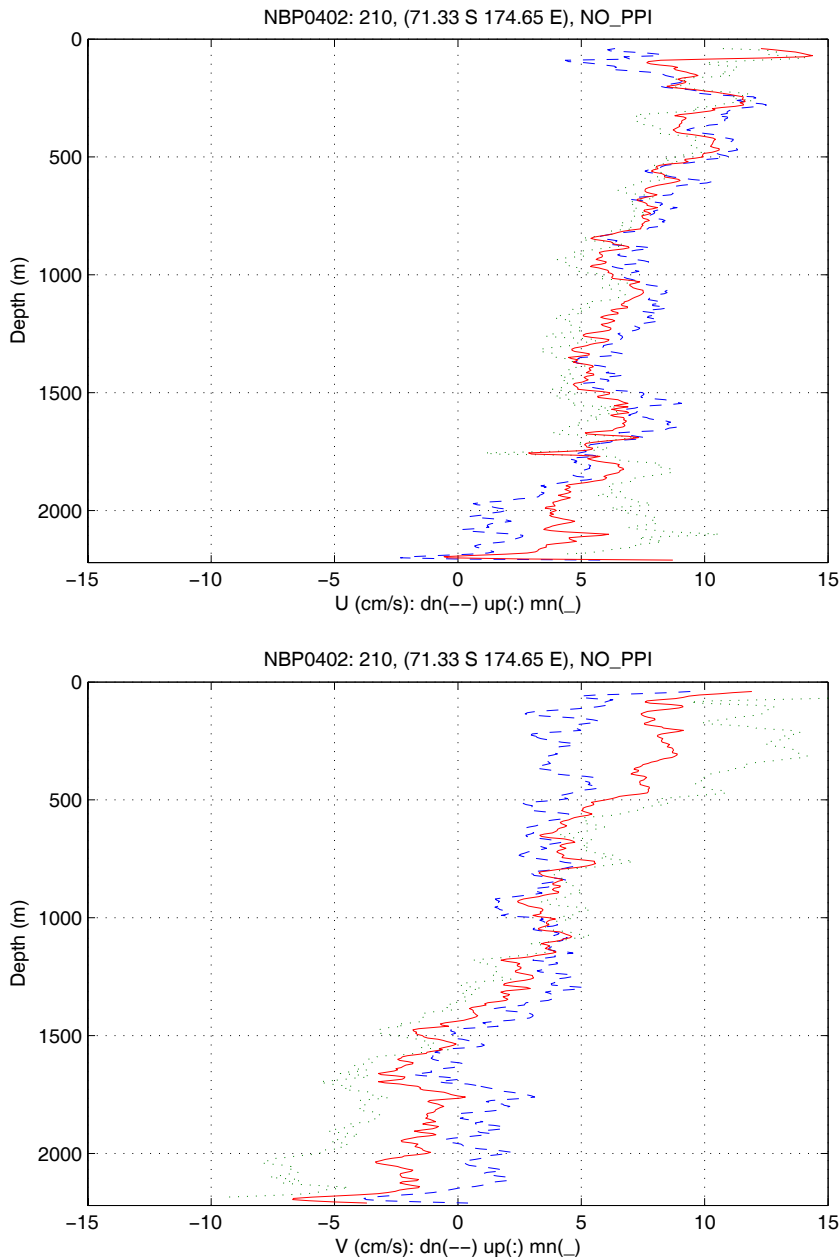 NBP0402: 210, (71.33 S 174.65 E), NO_PPI
0
500
1000
1500
2000
Depth (m)
−15 −10 −5 0 5 10 15
U (cm/s): dn(−−) up(:) mn(_)
NBP0402: 210, (71.33 S 174.65 E), NO_PPI
0
500
1000
1500
2000
Depth (m)
−15 −10 −5 0 5 10 15
V (cm/s): dn(−−) up(:) mn(_)